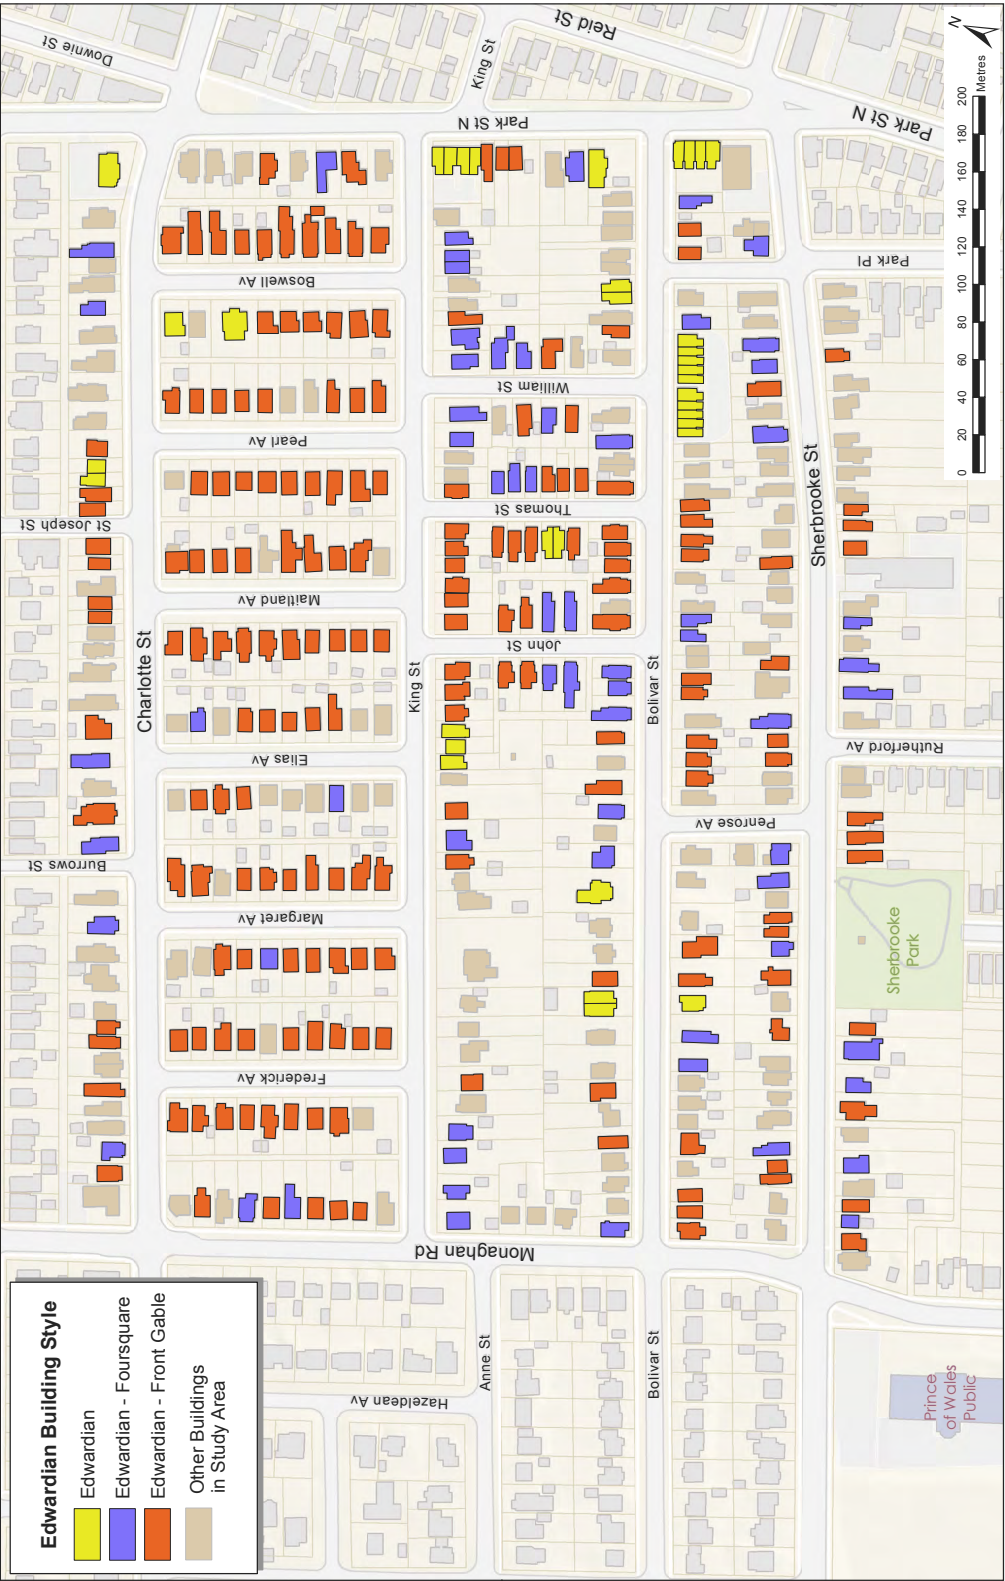 Edwardian Building Style
Edwardian
Edwardian - Foursquare
Edwardian - Front Gable
Other Buildings
in Study Area
Downie St
King St
Reid St
Park St N
Park St N
N
Metres
0
20
40
60
80
100
120
140
160
180
200
Boswell Av
Park Pl
William St
Pearl Av
Sherbrooke St
St Joseph St
Thomas St
Maitland Av
Charlotte St
John St
King St
Bolivar St
Elias Av
Rutherford Av
Penrose Av
Burrows St
Margaret Av
Sherbrooke
Park
Frederick Av
Monaghan Rd
Anne St
Bolivar St
Hazeldean Av
Prince
of Wales
Public